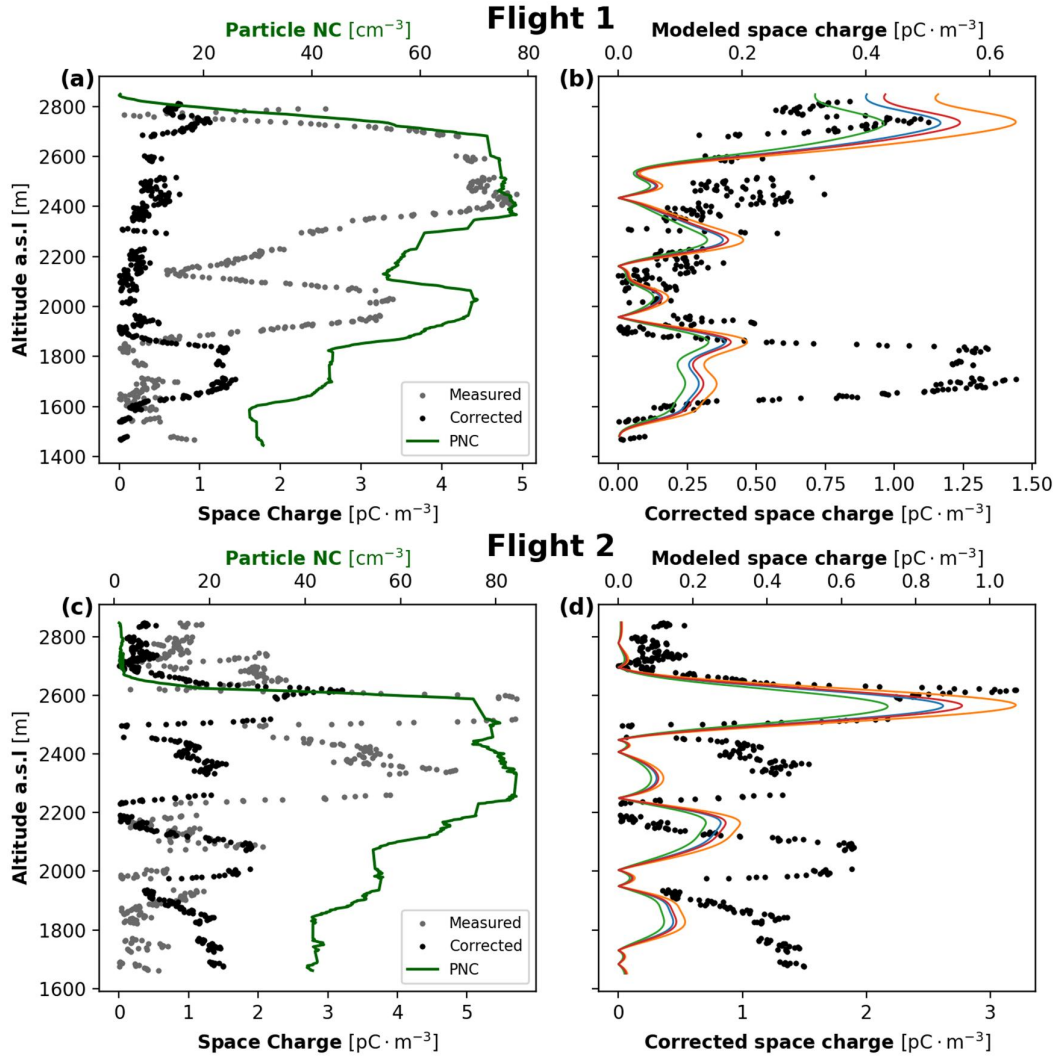 Flight 1
Particle NC [cm⁻³]
20 40 60 80
Modeled space charge [pC · m⁻³]
0.0 0.2 0.4 0.6
(a)
(b)
Altitude a.s.l [m]
2800
2600
2400
2200
2000
1800
1600
1400
Measured
Corrected
PNC
0 1 2 3 4 5
Space Charge [pC · m⁻³]
0.00 0.25 0.50 0.75 1.00 1.25 1.50
Corrected space charge [pC · m⁻³]
Flight 2
Particle NC [cm⁻³]
0 20 40 60 80
Modeled space charge [pC · m⁻³]
0.0 0.2 0.4 0.6 0.8 1.0
(c)
(d)
Altitude a.s.l [m]
2800
2600
2400
2200
2000
1800
1600
Measured
Corrected
PNC
0 1 2 3 4 5
Space Charge [pC · m⁻³]
0 1 2 3
Corrected space charge [pC · m⁻³]